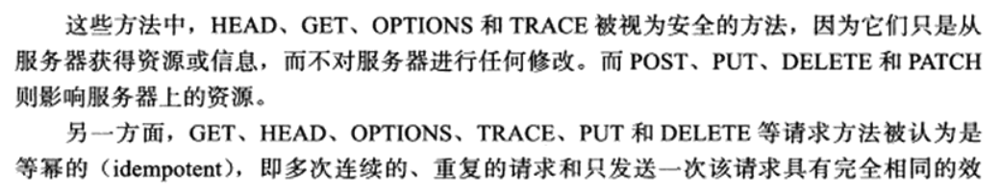 这些方法中，HEAD、GET、OPTIONS 和 TRACE 被视为安全的方法，因为它们只是从
服务器获得资源或信息，而不对服务器进行任何修改。而 POST、PUT、DELETE 和 PATCH
则影响服务器上的资源。
另一方面，GET、HEAD、OPTIONS、TRACE、PUT 和 DELETE 等请求方法被认为是
等幂的（idempotent），即多次连续的、重复的请求和只发送一次该请求具有完全相同的效